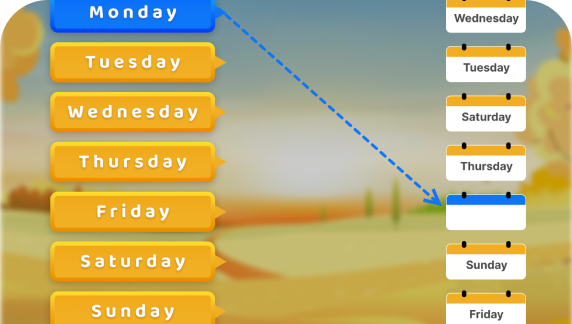 Monday
Tuesday
Wednesday
Thursday
Friday
Saturday
Sunday
Wednesday
Tuesday
Saturday
Thursday
Sunday
Friday